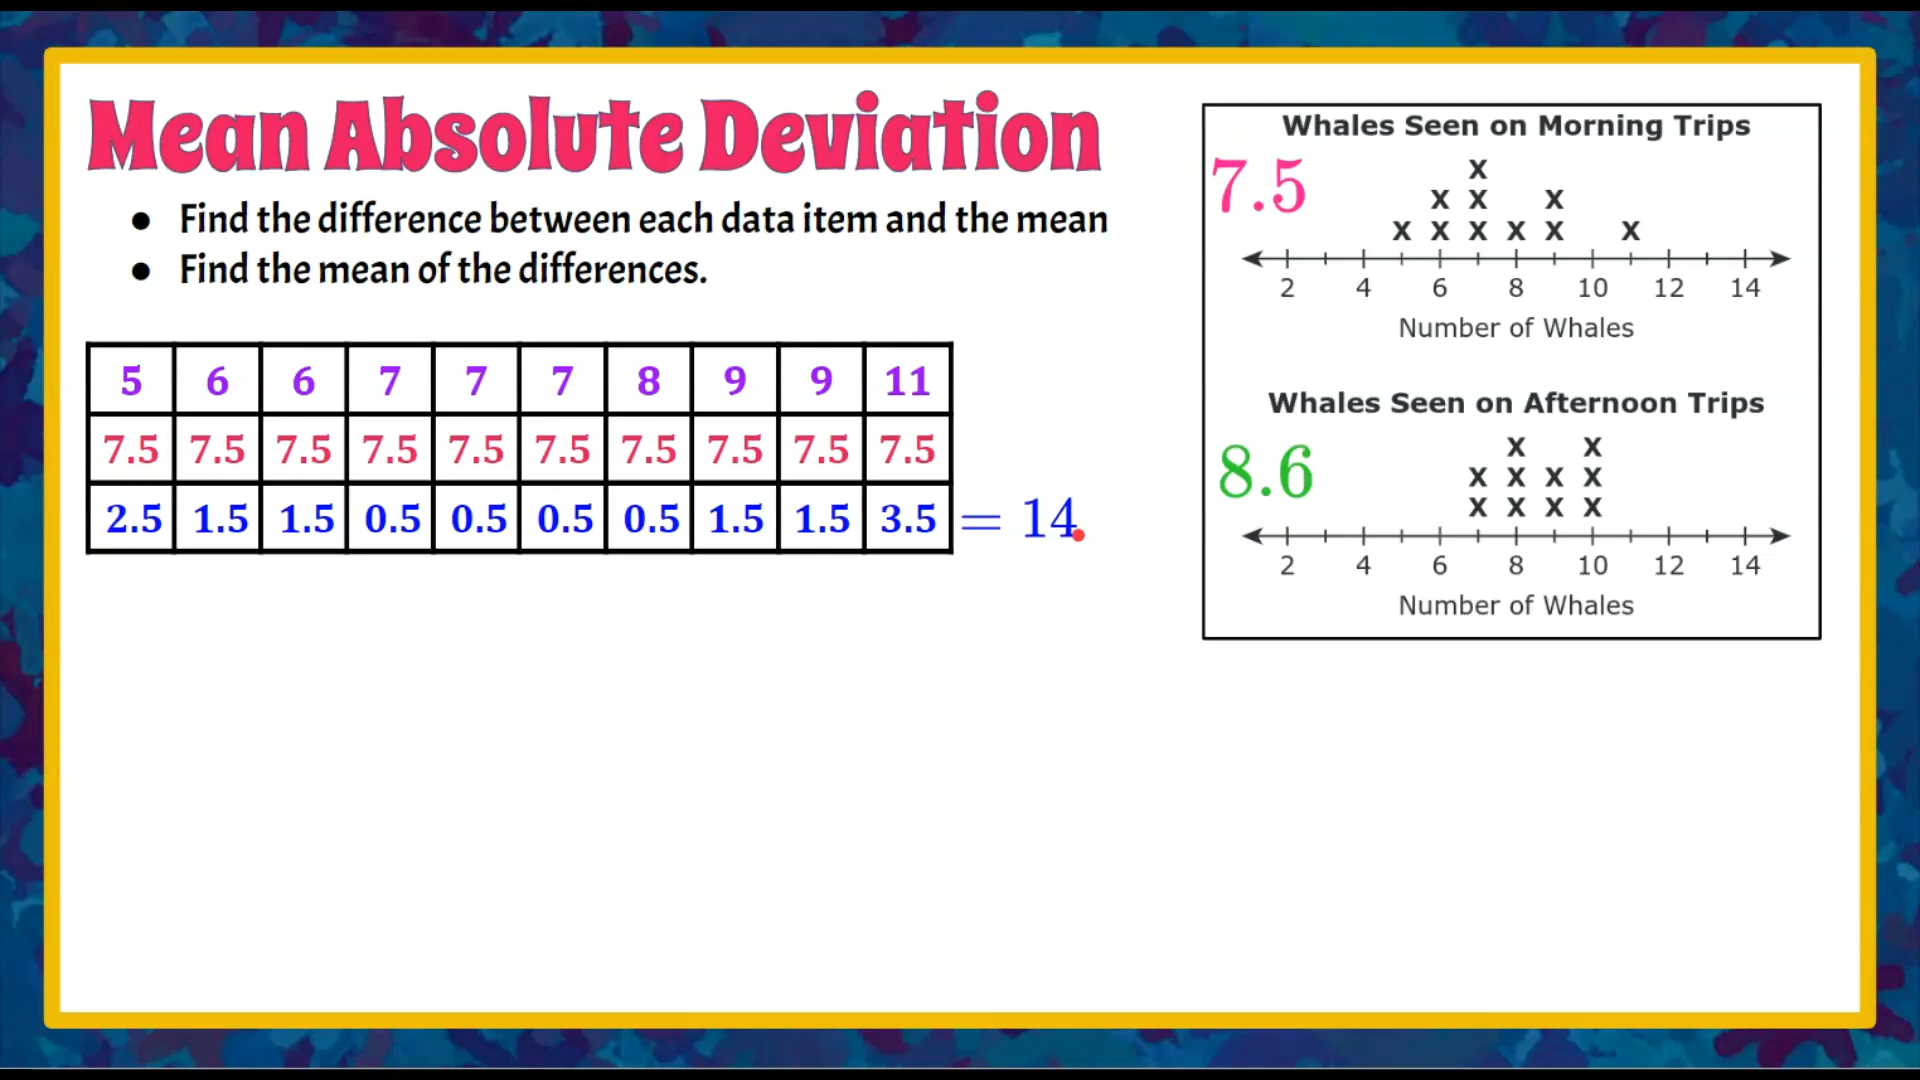 Mean Absolute Deviation
● Find the difference between each data item and the mean
● Find the mean of the differences.
5 6 6 7 7 7 8 9 9 11
7.5 7.5 7.5 7.5 7.5 7.5 7.5 7.5 7.5 7.5
2.5 1.5 1.5 0.5 0.5 0.5 0.5 1.5 1.5 3.5 = 14
Whales Seen on Morning Trips
7.5
X
X X X
X X X X X X
2 4 6 8 10 12 14
Number of Whales
Whales Seen on Afternoon Trips
8.6
X X
X X X X
X X X X
2 4 6 8 10 12 14
Number of Whales